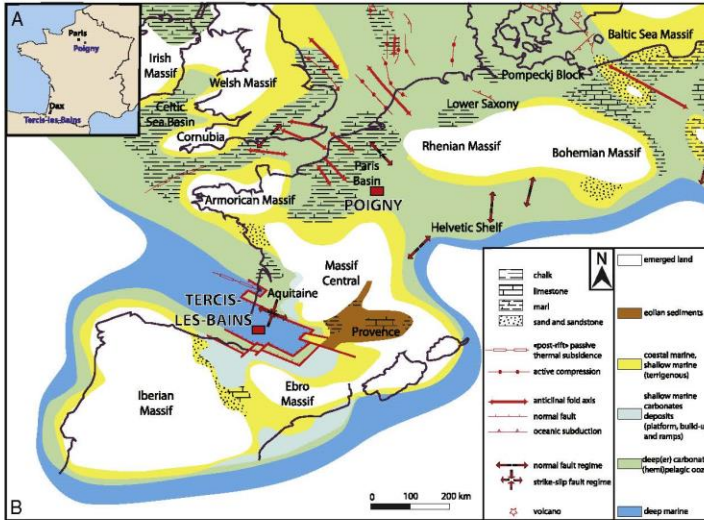 A
Paris
Poigny
Dax
Tercis-les-Bains
Irish
Massif
Welsh Massif
Celtic
Sea Basin
Cornubia
Armorican Massif
Baltic Sea Massif
Pompeckj Block
Lower Saxony
Rhenian Massif
Bohemian Massif
Paris
Basin
POIGNY
Helvetic Shelf
Massif
Central
Aquitaine
TERCIS-
LES-BAINS
Provence
Iberian
Massif
Ebro
Massif
0 100 200 km
B
N
chalk
limestone
marl
sand and sandstone
«post-rift» passive
thermal subsidence
active compression
anticlinal fold axis
normal fault
oceanic subduction
normal fault regime
strike-slip fault regime
volcano
emerged land
eolian sediments
coastal marine,
shallow marine
(terrigenous)
shallow marine
carbonates
deposits
(platform, build-u
and ramps)
deep(er) carbonat
(hemi)pelagic ooz
deep marine